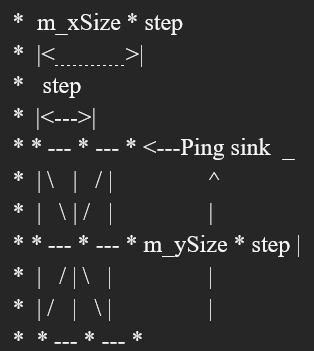 * m_xSize * step
* |<............>|
* step
* |<--->|
* * --- * --- * <---Ping sink _
* | \ | / | ^
* | \ | / | |
* * --- * --- * m_ySize * step |
* | / | \ | |
* | / | \ | |
* * --- * --- *